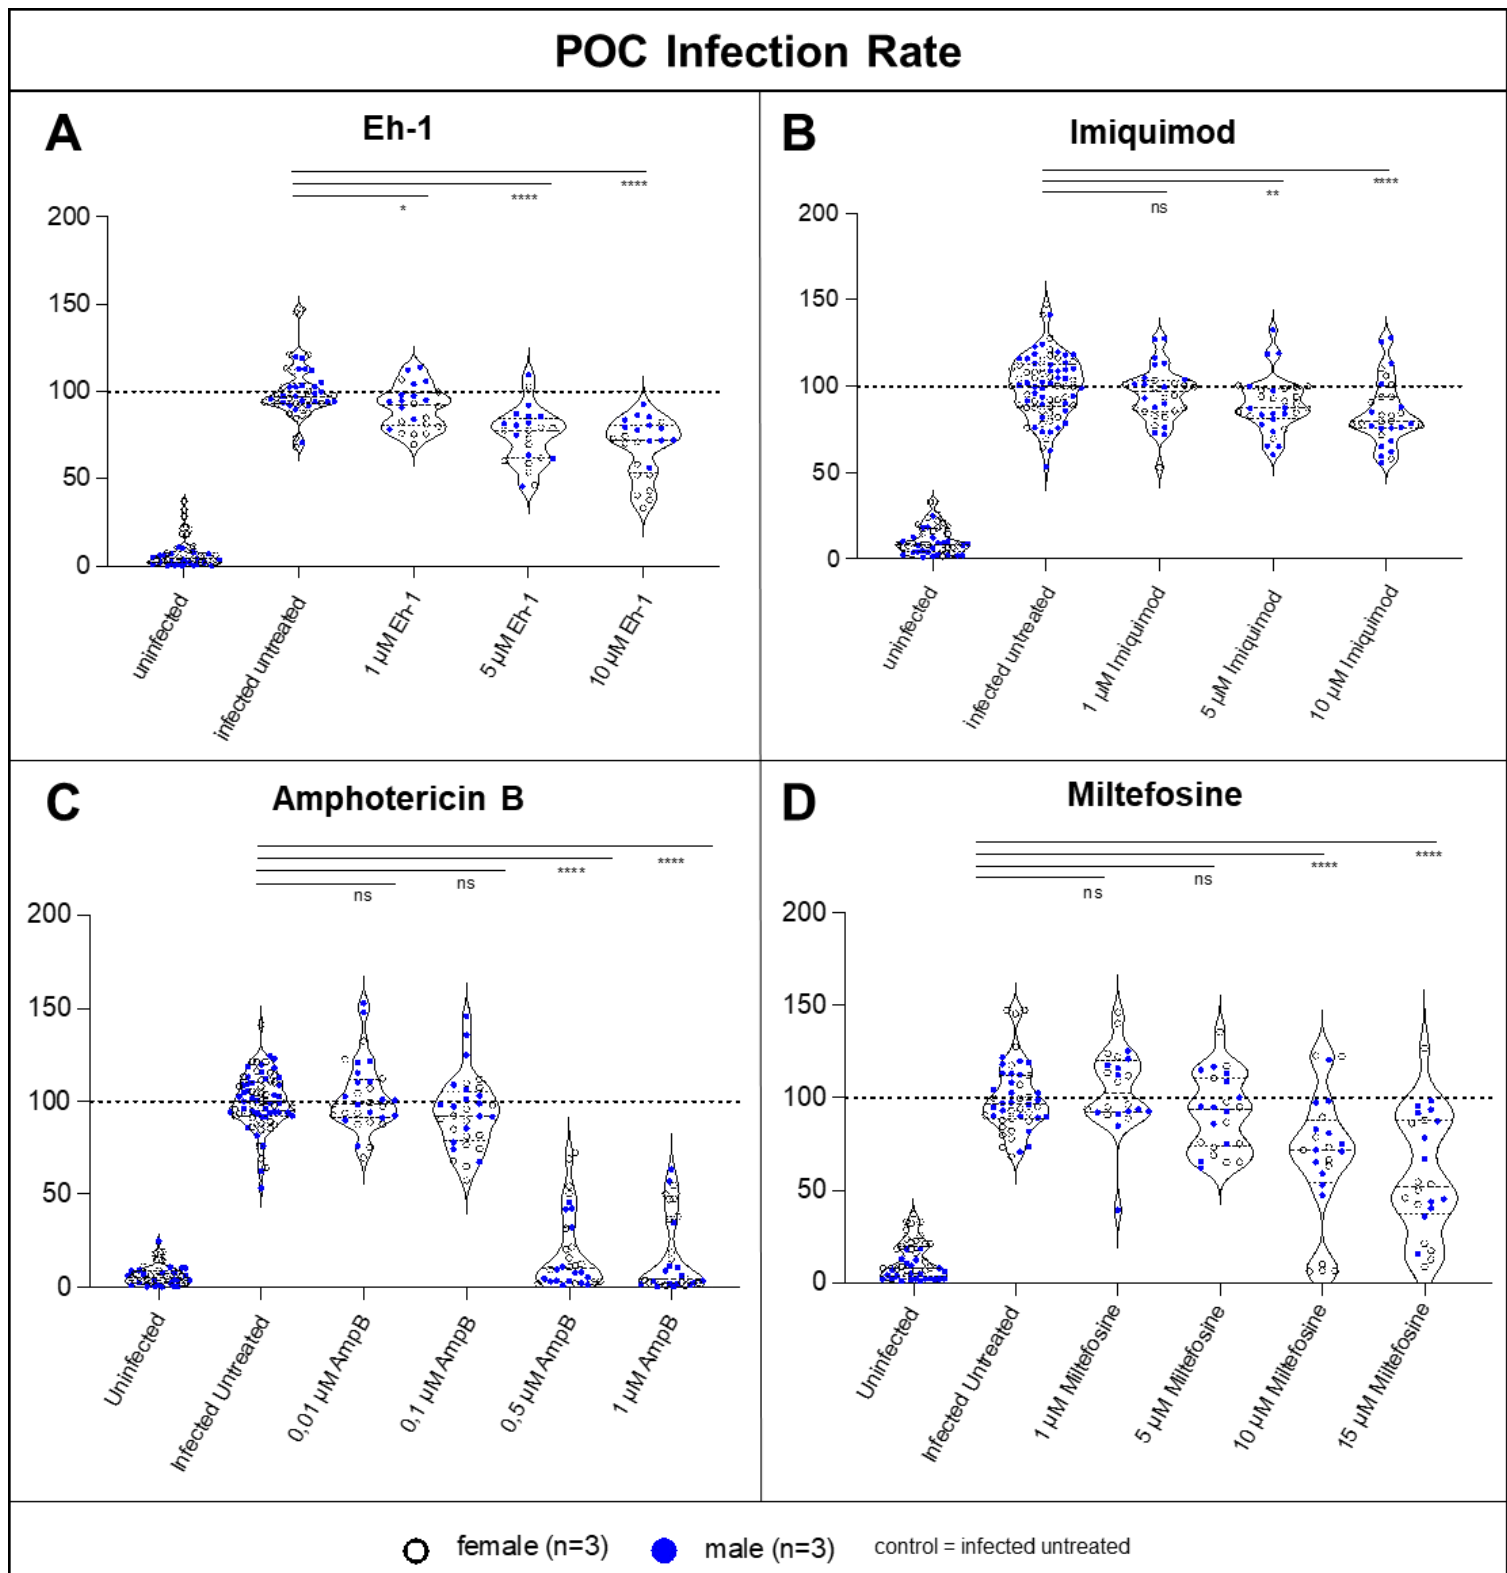 POC Infection Rate
A
Eh-1
****
****
*
200
150
100
50
0
uninfected
infected untreated
1 µM Eh-1
5 µM Eh-1
10 µM Eh-1
B
Imiquimod
****
**
ns
200
150
100
50
0
uninfected
infected untreated
1 µM Imiquimod
5 µM Imiquimod
10 µM Imiquimod
C
Amphotericin B
****
****
ns
ns
200
150
100
50
0
Uninfected
Infected Untreated
0,01 µM AmpB
0,1 µM AmpB
0,5 µM AmpB
1 µM AmpB
D
Miltefosine
****
****
ns
ns
200
150
100
50
0
Uninfected
Infected Untreated
1 µM Miltefosine
5 µM Miltefosine
10 µM Miltefosine
15 µM Miltefosine
female (n=3) male (n=3) control = infected untreated